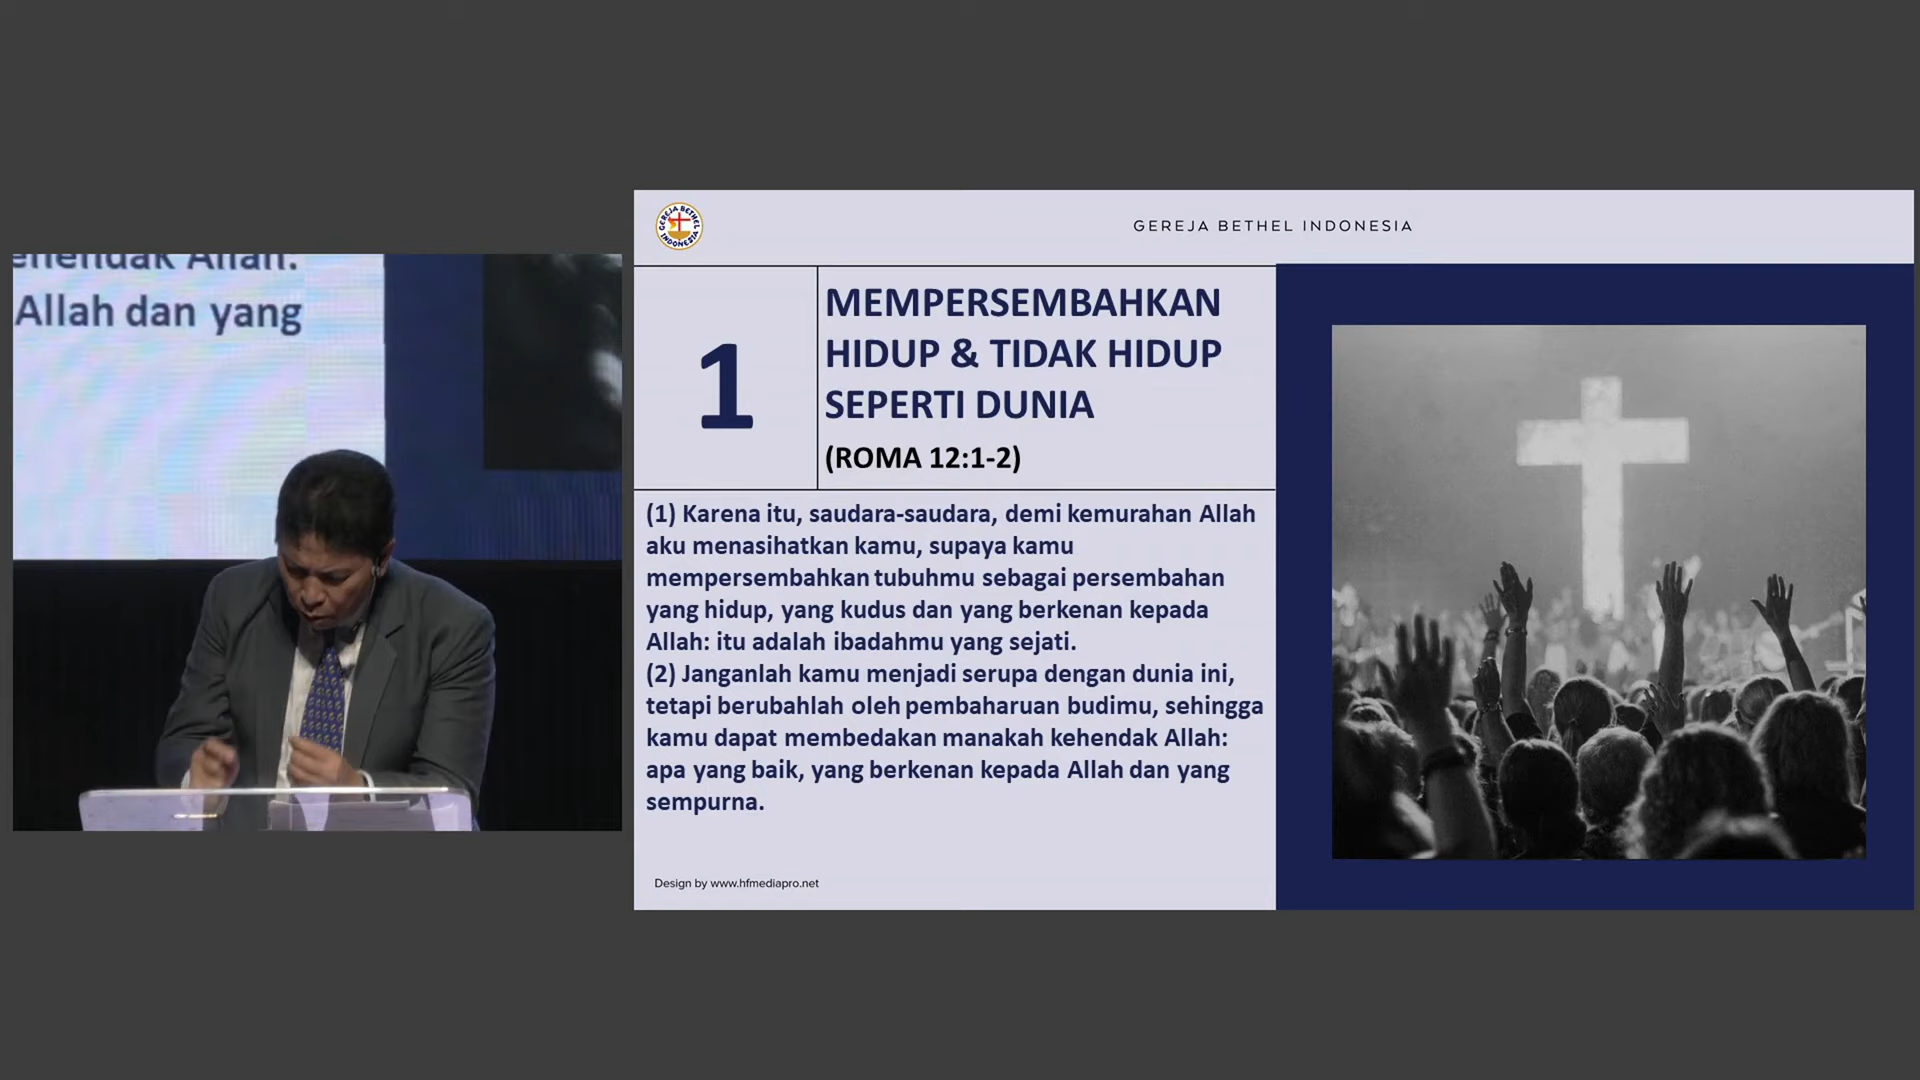 ehendak Allah:
Allah dan yang
GEREJA BETHEL INDONESIA
GEREJA BETHEL INDONESIA
1
MEMPERSEMBAHKAN
HIDUP & TIDAK HIDUP
SEPERTI DUNIA
(ROMA 12:1-2)
(1) Karena itu, saudara-saudara, demi kemurahan Allah
aku menasihatkan kamu, supaya kamu
mempersembahkan tubuhmu sebagai persembahan
yang hidup, yang kudus dan yang berkenan kepada
Allah: itu adalah ibadahmu yang sejati.
(2) Janganlah kamu menjadi serupa dengan dunia ini,
tetapi berubahlah oleh pembaharuan budimu, sehingga
kamu dapat membedakan manakah kehendak Allah:
apa yang baik, yang berkenan kepada Allah dan yang
sempurna.
Design by www.hfmediapro.net